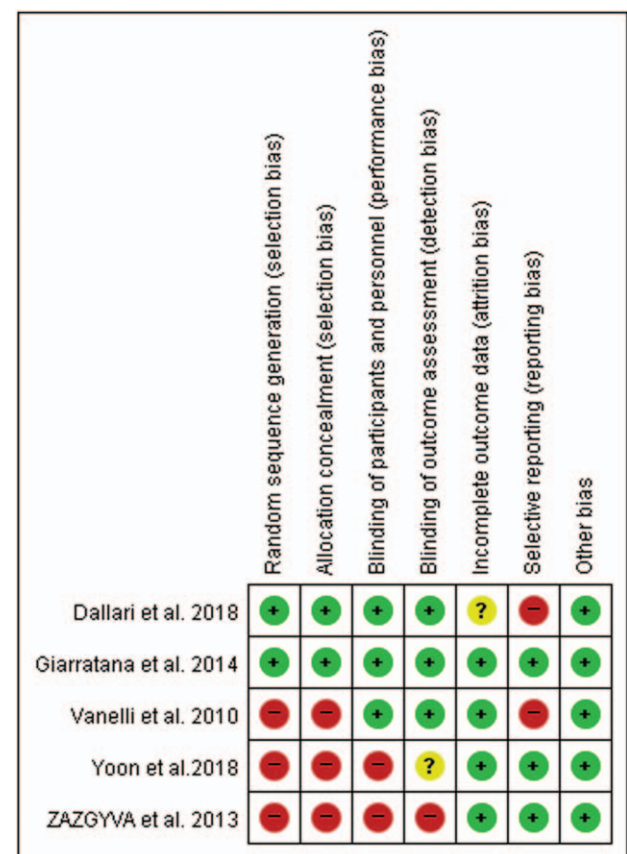 Random sequence generation (selection bias)
Allocation concealment (selection bias)
Blinding of participants and personnel (performance bias)
Blinding of outcome assessment (detection bias)
Incomplete outcome data (attrition bias)
Selective reporting (reporting bias)
Other bias
Dallari et al. 2018 + + + + ? − +
Giarratana et al. 2014 + + + + + + +
Vanelli et al. 2010 − − + + + − +
Yoon et al.2018 − − − ? + + +
ZAZGYVA et al. 2013 − − − − + + +